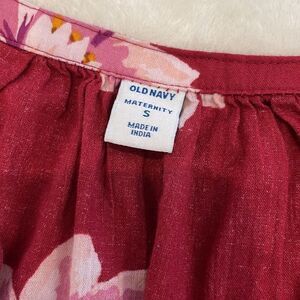 OLD NAVY
MATERNITY
S
MADE IN
INDIA